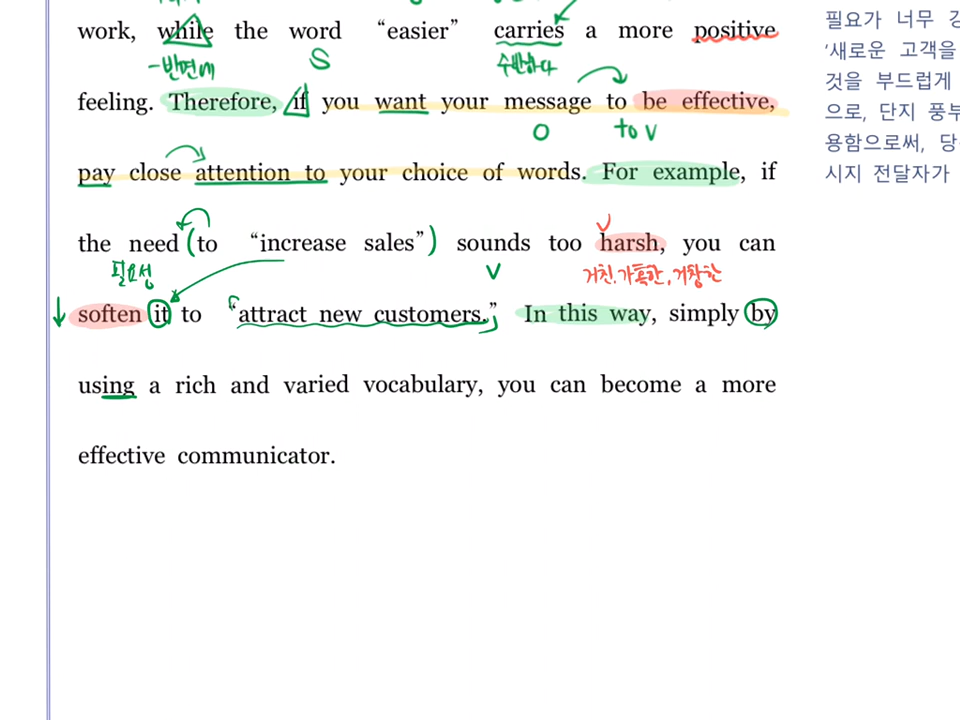 work, while the word “easier” carries a more positive
-반면에 S 수반하다
feeling. Therefore, if you want your message to be effective,
O to V
pay close attention to your choice of words. For example, if
the need (to “increase sales”) sounds too harsh, you can
필요성 V 거친, 가혹한, 거창한
soften it to “attract new customers.” In this way, simply by
using a rich and varied vocabulary, you can become a more
effective communicator.
필요가 너무
‘새로운 고객을
것을 부드럽게
으로, 단지
용함으로써,
시지 전달자가